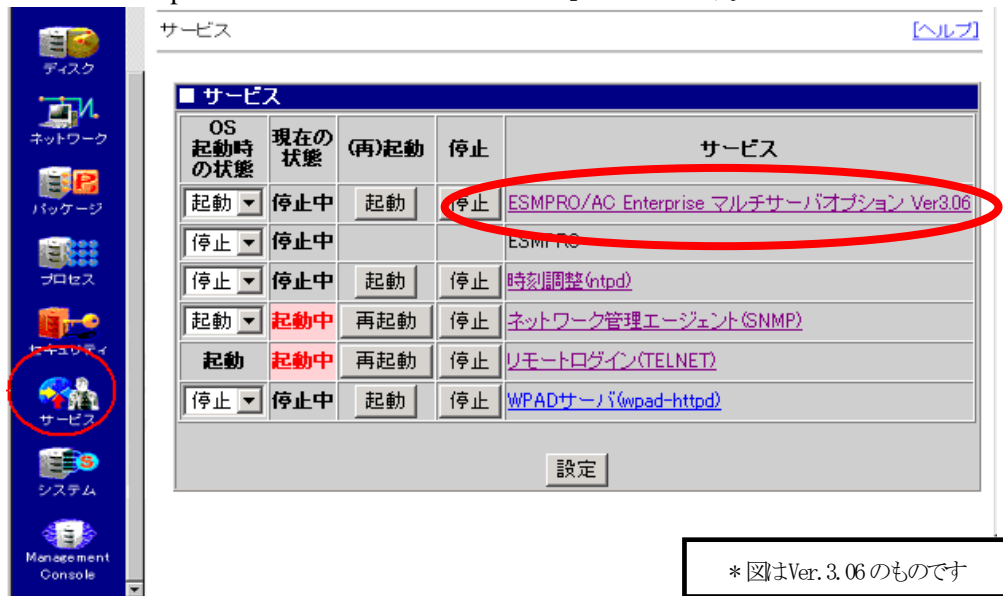 サービス
[ヘルプ]
ディスク
ネットワーク
パッケージ
プロセス
セキュリティ
サービス
システム
Management
Console
■ サービス
OS
起動時
の状態
現在の
状態
(再)起動
停止
サービス
起動 停止中 起動 停止 ESMPRO/AC Enterprise マルチサーバオプション Ver3.06
停止 停止中 ESMPRO
停止 停止中 起動 停止 時刻調整(ntpd)
起動 起動中 再起動 停止 ネットワーク管理エージェント(SNMP)
起動 起動中 再起動 停止 リモートログイン(TELNET)
停止 停止中 起動 停止 WPADサーバ(wpad-httpd)
設定
＊図はVer.3.06のものです